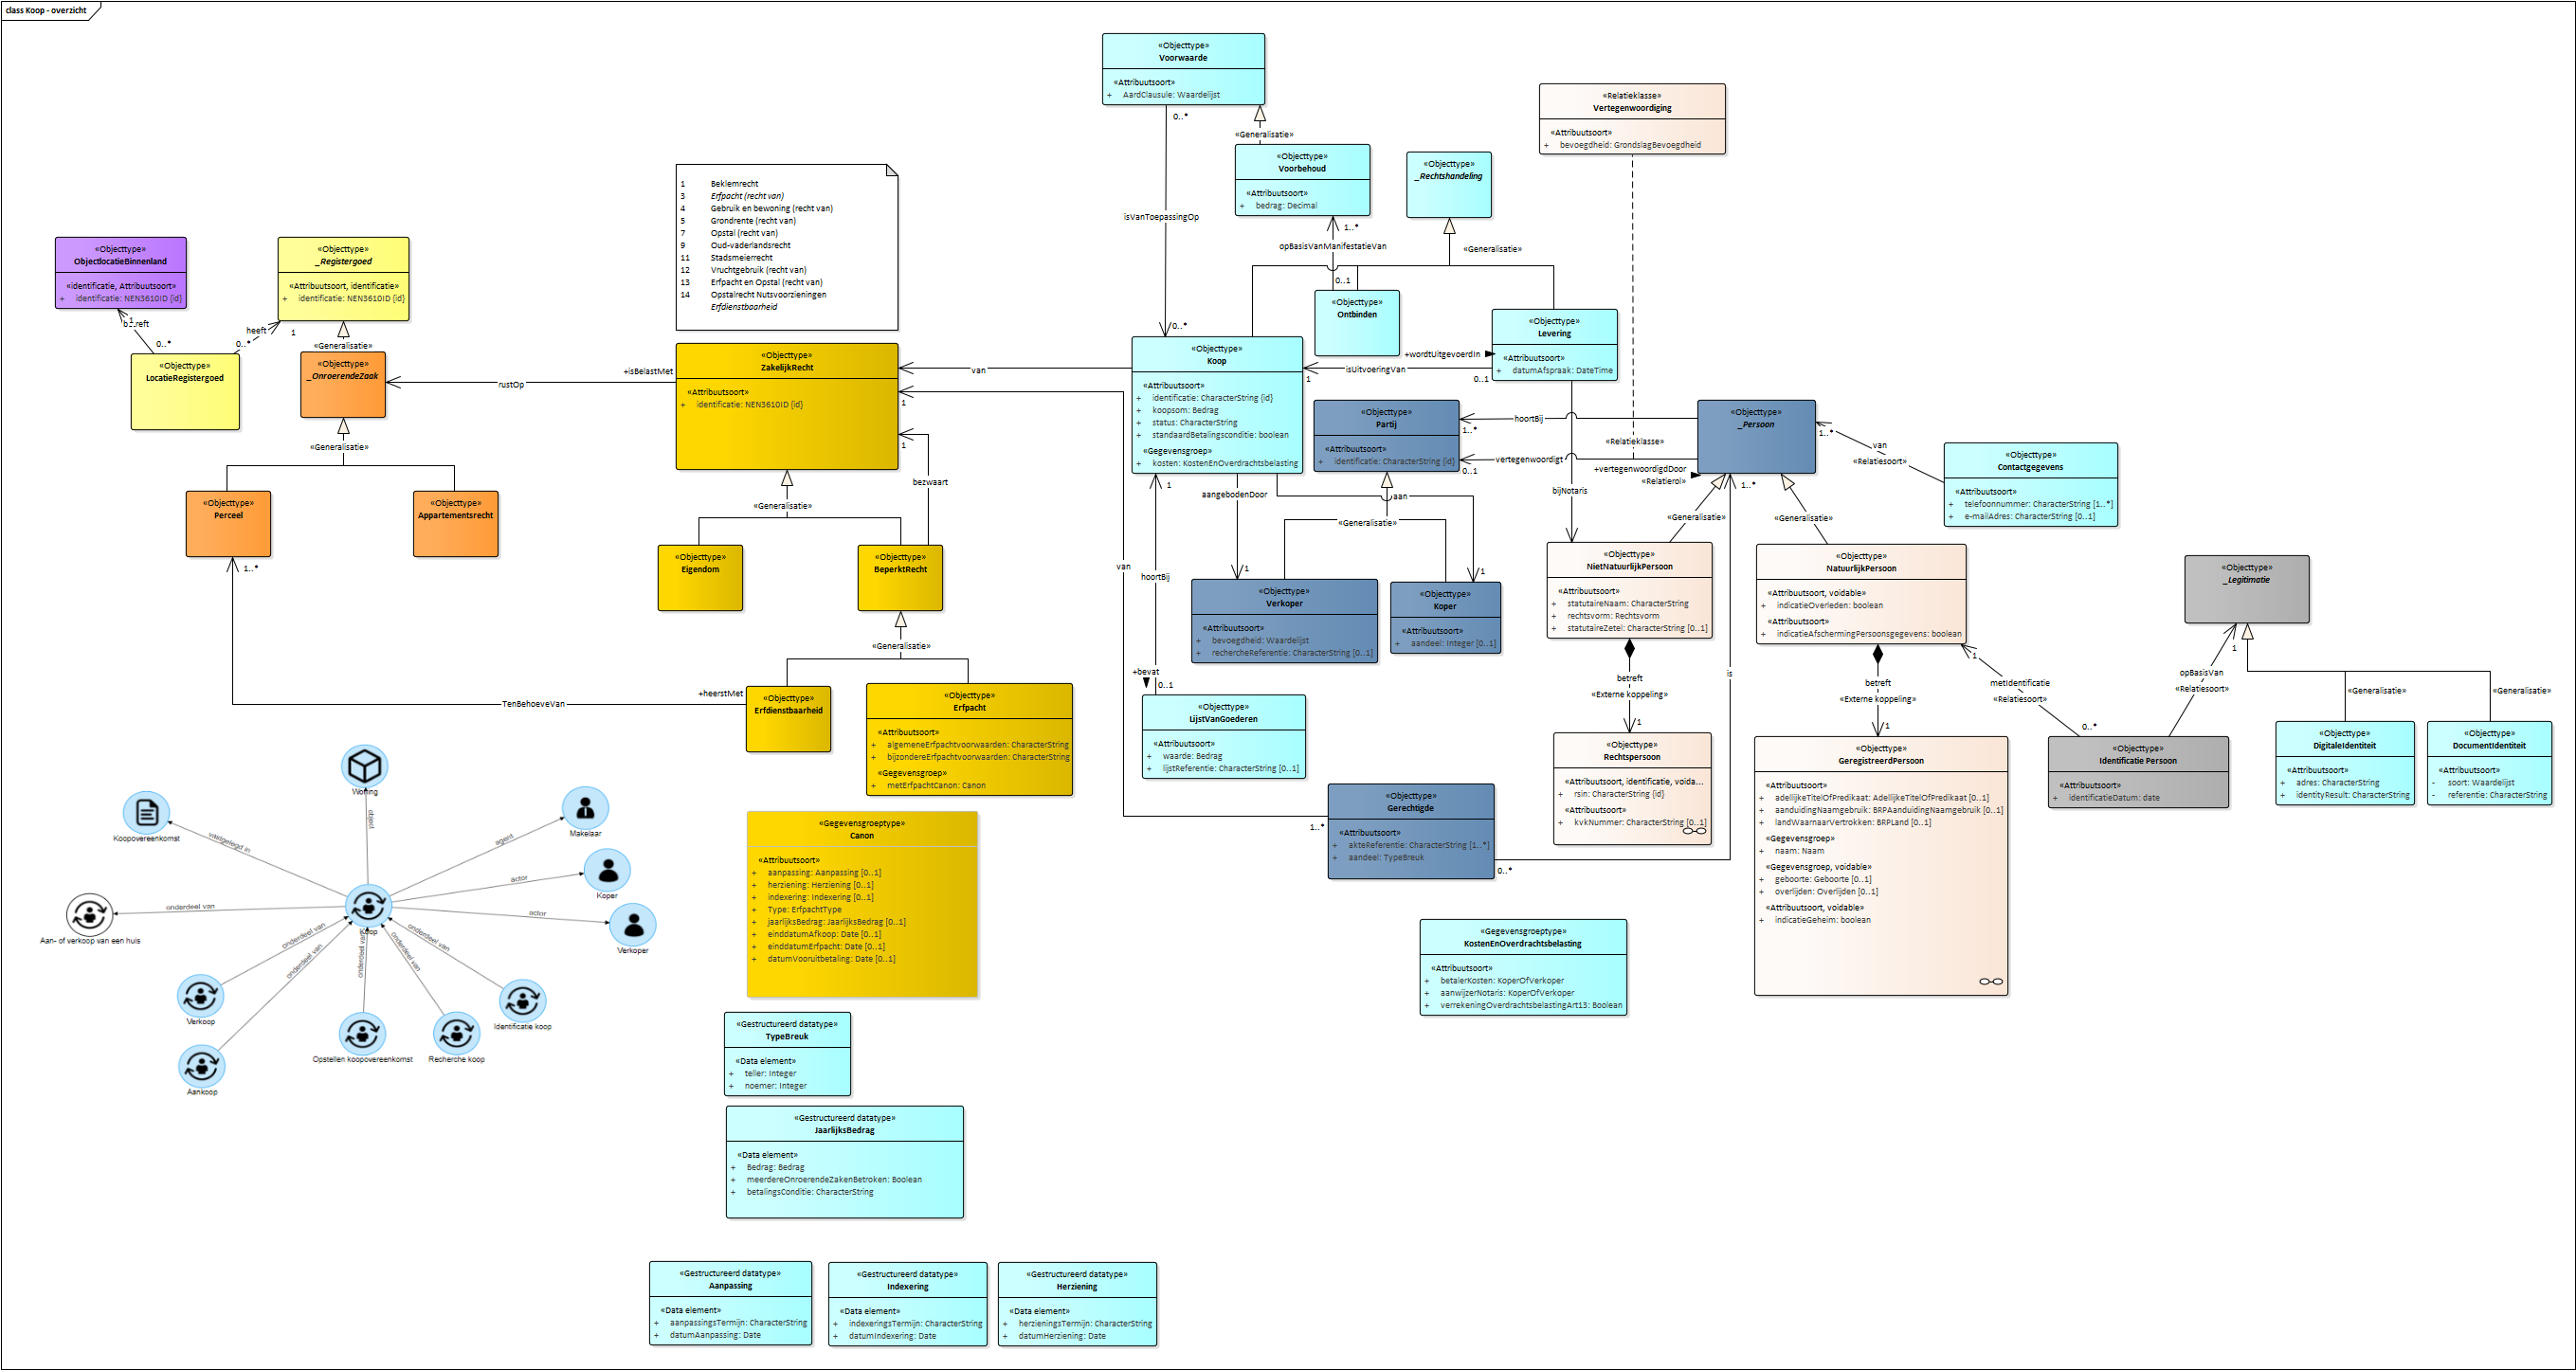 class Koop - overzicht
«Objecttype»
Voorwaarde
«Attribuutsoort»
+ AardClausule: Waardelijst
0..*
isVanToepassingOp
0..*
«Generalisatie»
«Objecttype»
Voorbehoud
«Attribuutsoort»
+ bedrag: Decimal
1..*
opBasisVanManifestatieVan
0..1
«Objecttype»
_Rechtshandeling
«Generalisatie»
«Relatieklasse»
Vertegenwoordiging
«Attribuutsoort»
+ bevoegdheid: GrondslagBevoegdheid
1 Beklemrecht
3 Erfpacht (recht van)
4 Gebruik en bewoning (recht van)
5 Grondrente (recht van)
7 Opstal (recht van)
9 Oud-vaderlandsrecht
11 Stadsmeierrecht
12 Vruchtgebruik (recht van)
13 Erfpacht en Opstal (recht van)
14 Opstalrecht Nutsvoorzieningen
Erfdienstbaarheid
«Objecttype»
ObjectlocatieBinnenland
«identificatie, Attribuutsoort»
+ identificatie: NEN3610ID {id}
«Objecttype»
_Registergoed
«Attribuutsoort, identificatie»
+ identificatie: NEN3610ID {id}
1
0..*
heeft
0..*
1
«Generalisatie»
«Objecttype»
LocatieRegistergoed
«Objecttype»
_OnroerendeZaak
rustOp
+isBelastMet
«Generalisatie»
«Objecttype»
Perceel
«Objecttype»
Appartementsrecht
1..*
TenBehoeveVan
+heerstMet
«Objecttype»
ZakelijkRecht
«Attribuutsoort»
+ identificatie: NEN3610ID {id}
van
1
1
bezwaart
«Generalisatie»
«Objecttype»
Eigendom
«Objecttype»
BeperktRecht
«Generalisatie»
«Objecttype»
Erfdienstbaarheid
«Objecttype»
Erfpacht
«Attribuutsoort»
+ algemeneErfpachtvoorwaarden: CharacterString
+ bijzondereErfpachtvoorwaarden: CharacterString
«Gegevensgroep»
+ metErfpachtCanon: Canon
«Objecttype»
Ontbinden
«Objecttype»
Levering
«Attribuutsoort»
+ datumAfspraak: DateTime
+wordtUitgevoerdIn
isUitvoeringVan
1
0..1
bijNotaris
«Objecttype»
Koop
«Attribuutsoort»
+ identificatie: CharacterString {id}
+ koopsom: Bedrag
+ status: CharacterString
+ standaardBetalingsconditie: boolean
«Gegevensgroep»
+ kosten: KostenEnOverdrachtsbelasting
«Objecttype»
Partij
«Attribuutsoort»
+ identificatie: CharacterString {id}
hoortBij
1..*
«Relatieklasse»
vertegenwoordigt
0..1
+vertegenwoordigdDoor
«Relatierol»
1..*
«Objecttype»
_Persoon
1..*
van
«Relatiesoort»
«Objecttype»
Contactgegevens
«Attribuutsoort»
+ telefoonnummer: CharacterString [1..*]
+ e-mailAdres: CharacterString [0..1]
1
aangebodenDoor
aan
«Generalisatie»
«Generalisatie»
«Generalisatie»
van
hoortBij
+bevat
0..1
1
1
«Objecttype»
Verkoper
«Attribuutsoort»
+ bevoegdheid: Waardelijst
+ rechercheReferentie: CharacterString [0..1]
«Objecttype»
Koper
«Attribuutsoort»
+ aandeel: Integer [0..1]
«Objecttype»
NietNatuurlijkPersoon
«Attribuutsoort»
+ statutaireNaam: CharacterString
+ rechtsvorm: Rechtsvorm
+ statutaireZetel: CharacterString [0..1]
«Objecttype»
NatuurlijkPersoon
«Attribuutsoort, voidable»
+ indicatieOverleden: boolean
«Attribuutsoort»
+ indicatieAfschermingPersoonsgegevens: boolean
«Objecttype»
_Legitimatie
1
opBasisVan
«Relatiesoort»
«Generalisatie»
«Generalisatie»
1
metIdentificatie
«Relatiesoort»
0..*
betreft
«Externe koppeling»
1
betreft
«Externe koppeling»
1
is
«Objecttype»
LijstVanGoederen
«Attribuutsoort»
+ waarde: Bedrag
+ lijstReferentie: CharacterString [0..1]
«Objecttype»
Gerechtigde
«Attribuutsoort»
+ akteReferentie: CharacterString [1..*]
+ aandeel: TypeBreuk
1..*
0..*
«Objecttype»
Rechtspersoon
«Attribuutsoort, identificatie, voida...
+ rsin: CharacterString {id}
«Attribuutsoort»
+ kvkNummer: CharacterString [0..1]
«Objecttype»
GeregistreerdPersoon
«Attribuutsoort»
+ adellijkeTitelOfPredikaat: AdellijkeTitelOfPredikaat [0..1]
+ aanduidingNaamgebruik: BRPAanduidingNaamgebruik [0..1]
+ landWaarnaarVertrokken: BRPLand [0..1]
«Gegevensgroep»
+ naam: Naam
«Gegevensgroep, voidable»
+ geboorte: Geboorte [0..1]
+ overlijden: Overlijden [0..1]
«Attribuutsoort, voidable»
+ indicatieGeheim: boolean
«Objecttype»
Identificatie Persoon
«Attribuutsoort»
+ identificatieDatum: date
«Objecttype»
DigitaleIdentiteit
«Attribuutsoort»
+ adres: CharacterString
+ identityResult: CharacterString
«Objecttype»
DocumentIdentiteit
«Attribuutsoort»
- soort: Waardelijst
- referentie: CharacterString
Woning
object
Koopovereenkomst
vastgelegd in
agent
Makelaar
actor
Koper
actor
Verkoper
onderdeel van
Aan- of verkoop van een huis
Koop
onderdeel van
onderdeel van
onderdeel van
onderdeel van
onderdeel van
Verkoop
Aankoop
Opstellen koopovereenkomst
Recherche koop
Identificatie koop
«Gegevensgroeptype»
Canon
«Attribuutsoort»
+ aanpassing: Aanpassing [0..1]
+ herziening: Herziening [0..1]
+ indexering: Indexering [0..1]
+ Type: ErfpachtType
+ jaarlijksBedrag: JaarlijksBedrag [0..1]
+ einddatumAfkoop: Date [0..1]
+ einddatumErfpacht: Date [0..1]
+ datumVooruitbetaling: Date [0..1]
«Gegevensgroeptype»
KostenEnOverdrachtsbelasting
«Attribuutsoort»
+ betalerKosten: KoperOfVerkoper
+ aanwijzerNotaris: KoperOfVerkoper
+ verrekeningOverdrachtsbelastingArt13: Boolean
«Gestructureerd datatype»
TypeBreuk
«Data element»
+ teller: Integer
+ noemer: Integer
«Gestructureerd datatype»
JaarlijksBedrag
«Data element»
+ Bedrag: Bedrag
+ meerdereOnroerendeZakenBetroken: Boolean
+ betalingsConditie: CharacterString
«Gestructureerd datatype»
Aanpassing
«Data element»
+ aanpassingsTermijn: CharacterString
+ datumAanpassing: Date
«Gestructureerd datatype»
Indexering
«Data element»
+ indexeringsTermijn: CharacterString
+ datumIndexering: Date
«Gestructureerd datatype»
Herziening
«Data element»
+ herzieningsTermijn: CharacterString
+ datumHerziening: Date